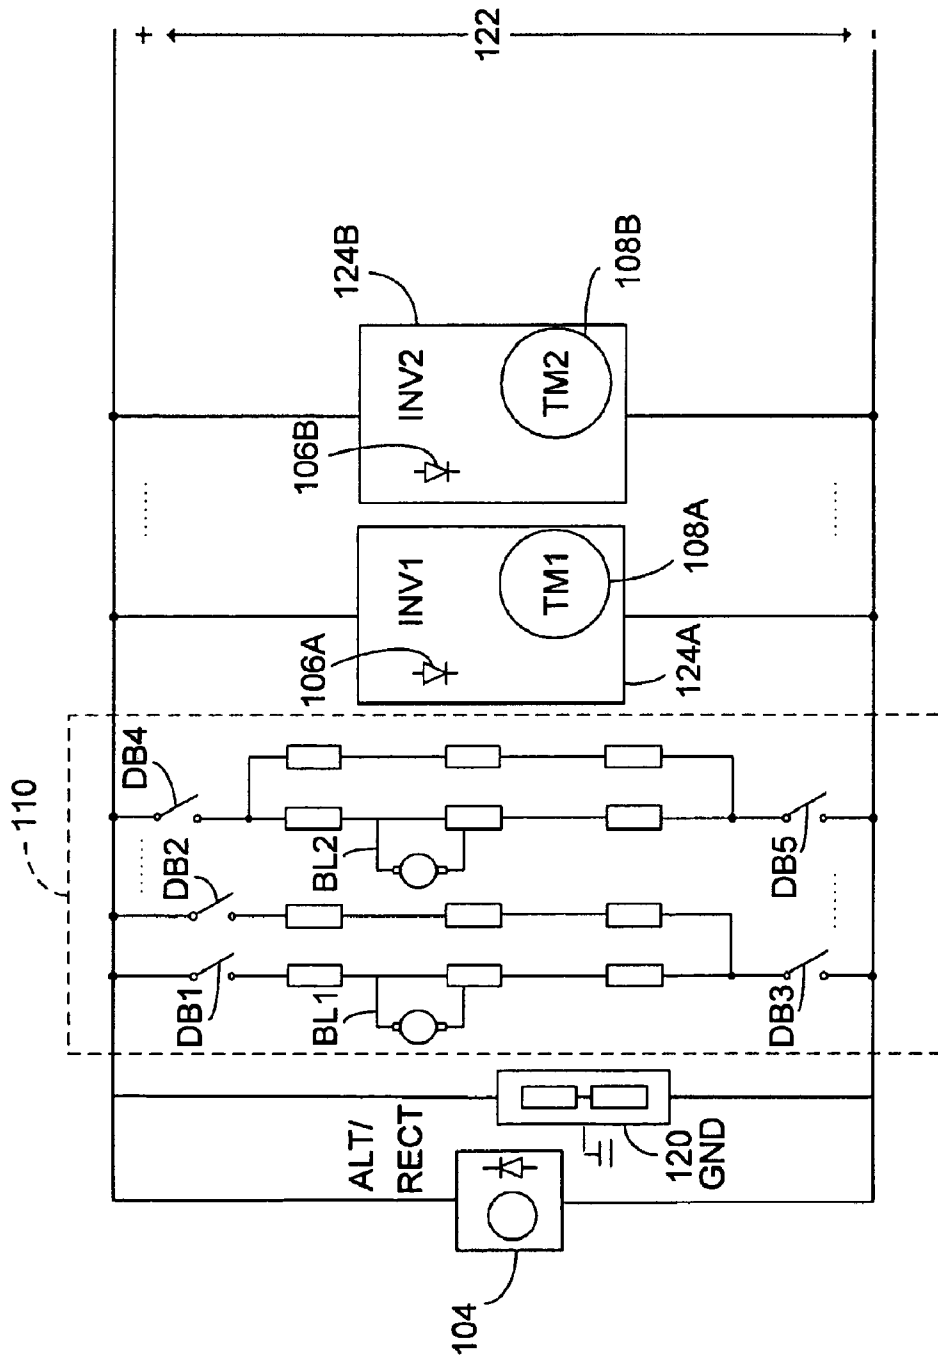 110
DB1
DB2
DB4
BL1
BL2
DB3
DB5
104
ALT/
RECT
120
GND
106A
INV1
TM1
108A
124A
106B
INV2
TM2
124B
108B
+
122
-